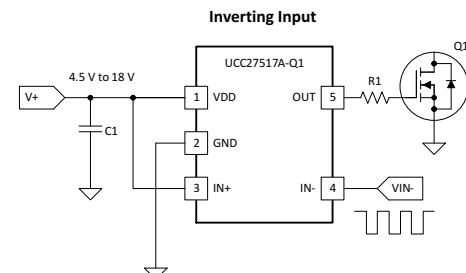 Inverting Input
Q1
4.5 V to 18 V
UCC27517A-Q1
R1
V+
1 VDD
OUT 5
C1
2 GND
3 IN+
IN- 4
VIN-